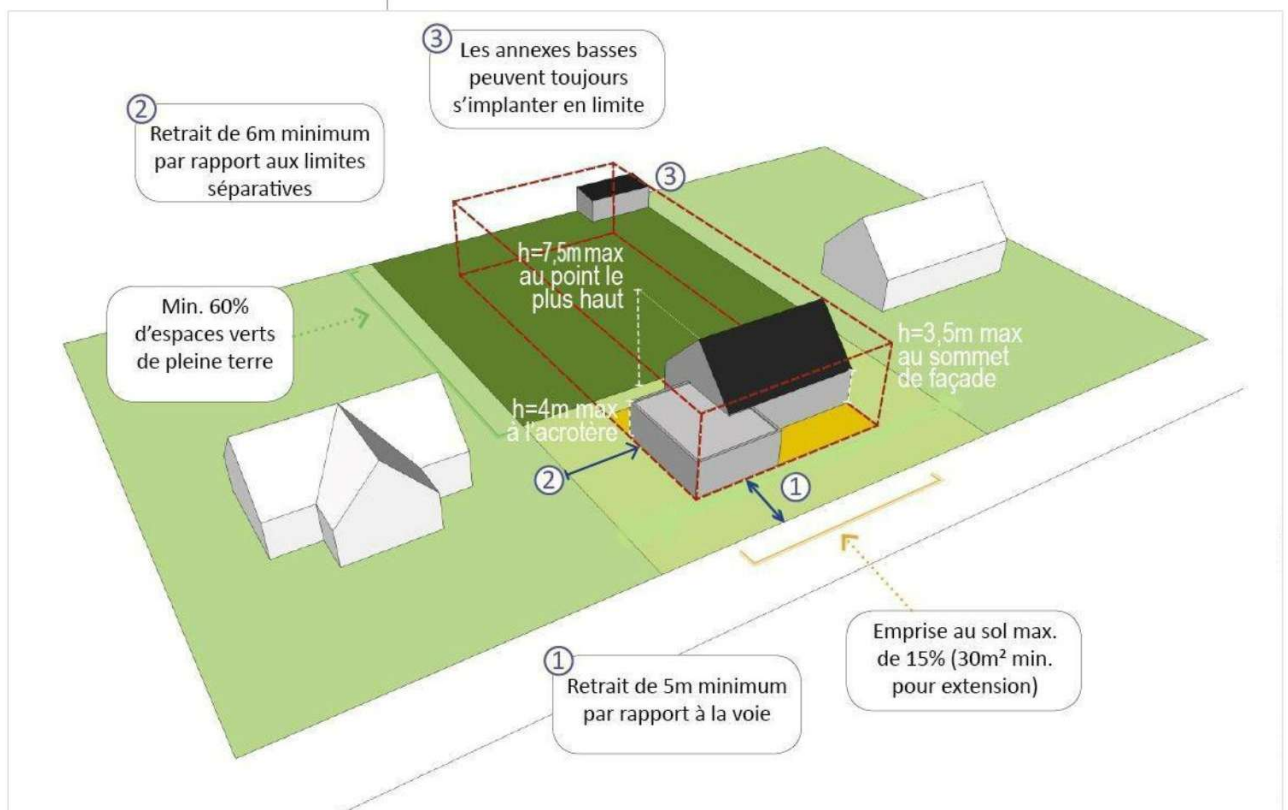 ③
Les annexes basses
peuvent toujours
s’implanter en limite
②
Retrait de 6m minimum
par rapport aux limites
séparatives
③
h=7,5m max
au point le
plus haut
Min. 60%
d’espaces verts
de pleine terre
h=3,5m max
au sommet
de façade
h=4m max
à l’acrotère
②
①
Emprise au sol max.
de 15% (30m² min.
pour extension)
①
Retrait de 5m minimum
par rapport à la voie